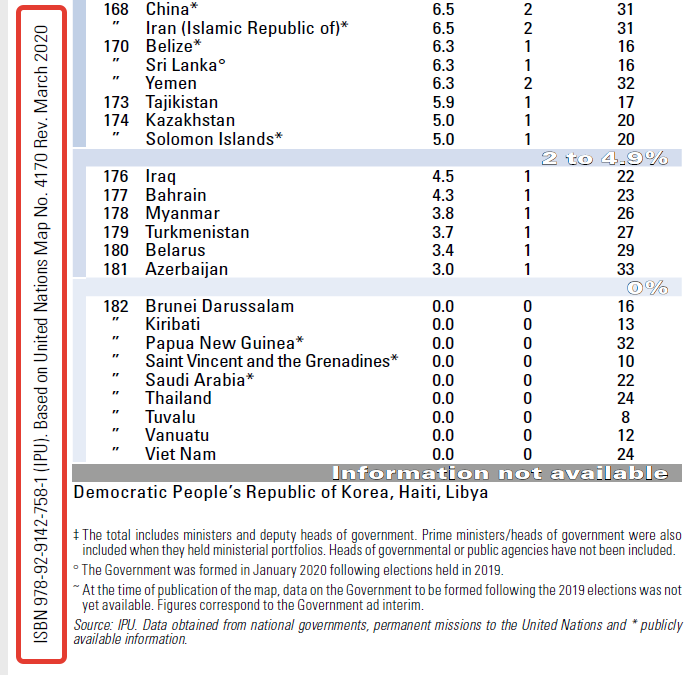 ISBN 978-92-9142-758-1 (IPU). Based on United Nations Map No. 4170 Rev. March 2020
168 China* 6.5 2 31
″ Iran (Islamic Republic of)* 6.5 2 31
170 Belize* 6.3 1 16
″ Sri Lanka° 6.3 1 16
″ Yemen 6.3 2 32
173 Tajikistan 5.9 1 17
174 Kazakhstan 5.0 1 20
″ Solomon Islands* 5.0 1 20
2 to 4.9%
176 Iraq 4.5 1 22
177 Bahrain 4.3 1 23
178 Myanmar 3.8 1 26
179 Turkmenistan 3.7 1 27
180 Belarus 3.4 1 29
181 Azerbaijan 3.0 1 33
0%
182 Brunei Darussalam 0.0 0 16
″ Kiribati 0.0 0 13
″ Papua New Guinea* 0.0 0 32
″ Saint Vincent and the Grenadines* 0.0 0 10
″ Saudi Arabia* 0.0 0 22
″ Thailand 0.0 0 24
″ Tuvalu 0.0 0 8
″ Vanuatu 0.0 0 12
″ Viet Nam 0.0 0 24
Information not available
Democratic People's Republic of Korea, Haiti, Libya
‡ The total includes ministers and deputy heads of government. Prime ministers/heads of government were also
included when they held ministerial portfolios. Heads of governmental or public agencies have not been included.
° The Government was formed in January 2020 following elections held in 2019.
~ At the time of publication of the map, data on the Government to be formed following the 2019 elections was not
yet available. Figures correspond to the Government ad interim.
Source: IPU. Data obtained from national governments, permanent missions to the United Nations and * publicly
available information.